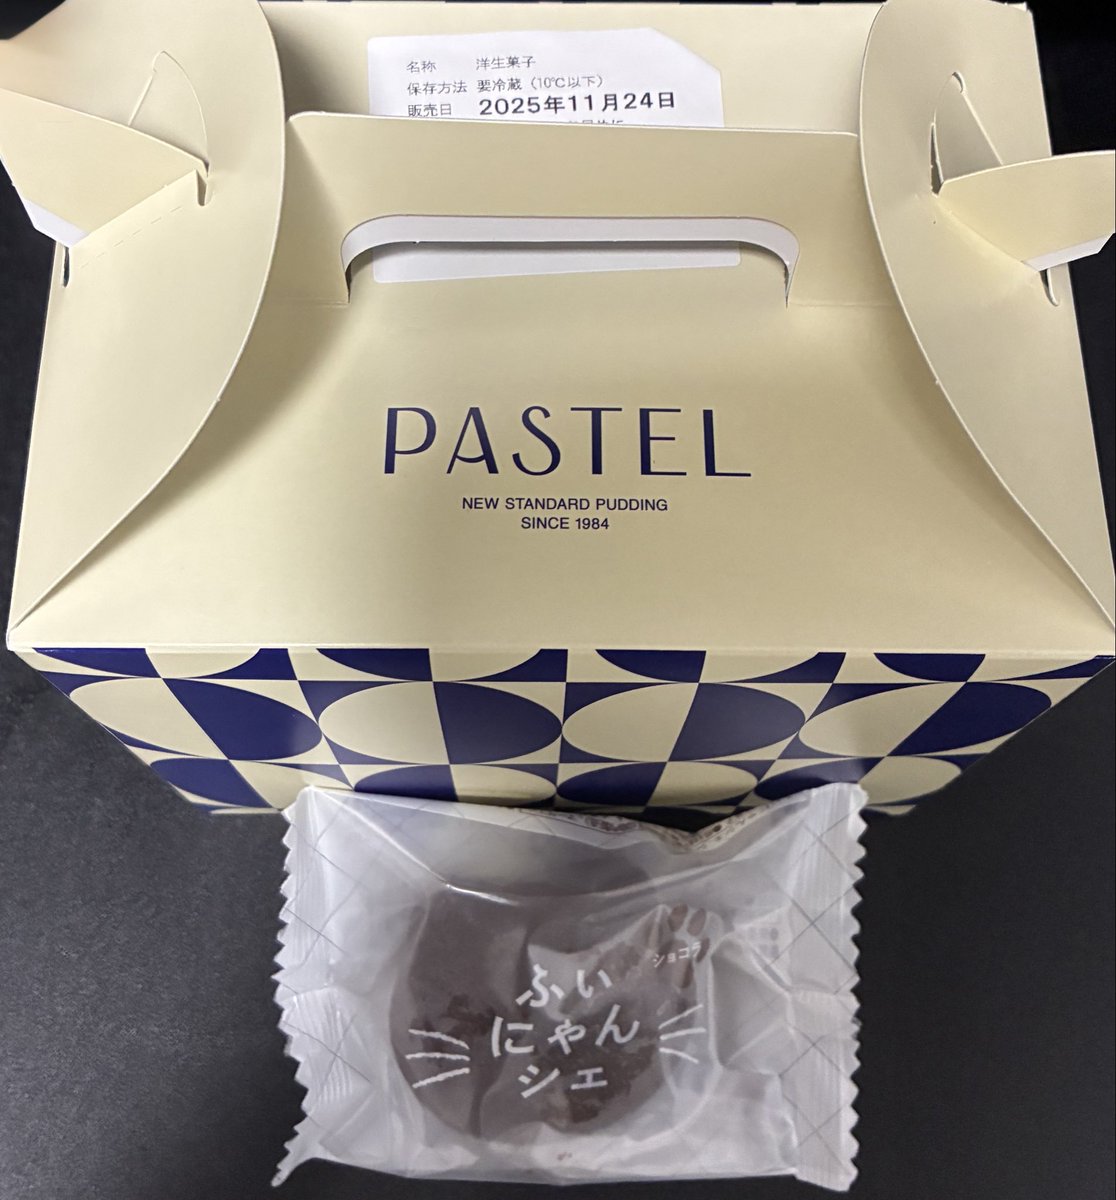 名称 洋生菓子
保存方法 要冷蔵（10℃以下）
販売日 2025年11月24日
PASTEL
NEW STANDARD PUDDING
SINCE 1984
ショコラ
ふい
にゃん
シェ